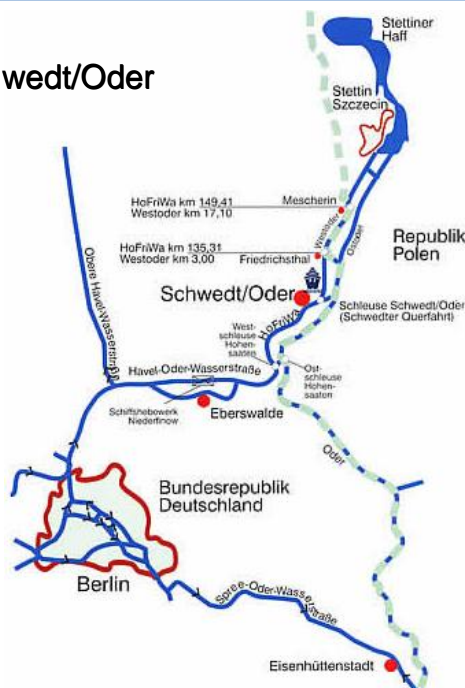 Stettiner
Haff
wedt/Oder
Stettin
Szczecin
HoFriWa km 149,41
Westoder km 17,10
Mescherin
Westoder
Ostoder
Republik
Polen
HoFriWa km 135,31
Westoder km 3,00
Friedrichsthal
Schwedt/Oder
Schleuse Schwedt/Oder
(Schwedter Querfahrt)
HoFriWa
West-
schleuse
Hohen-
saaten
Obere Havel-Wasserstraße
Havel-Oder-Wasserstraße
Ost-
schleuse
Hohen-
saaten
Schiffshebewerk
Niederfinow
Eberswalde
Oder
Bundesrepublik
Deutschland
Berlin
Spree-Oder-Wasserstraße
Eisenhüttenstadt